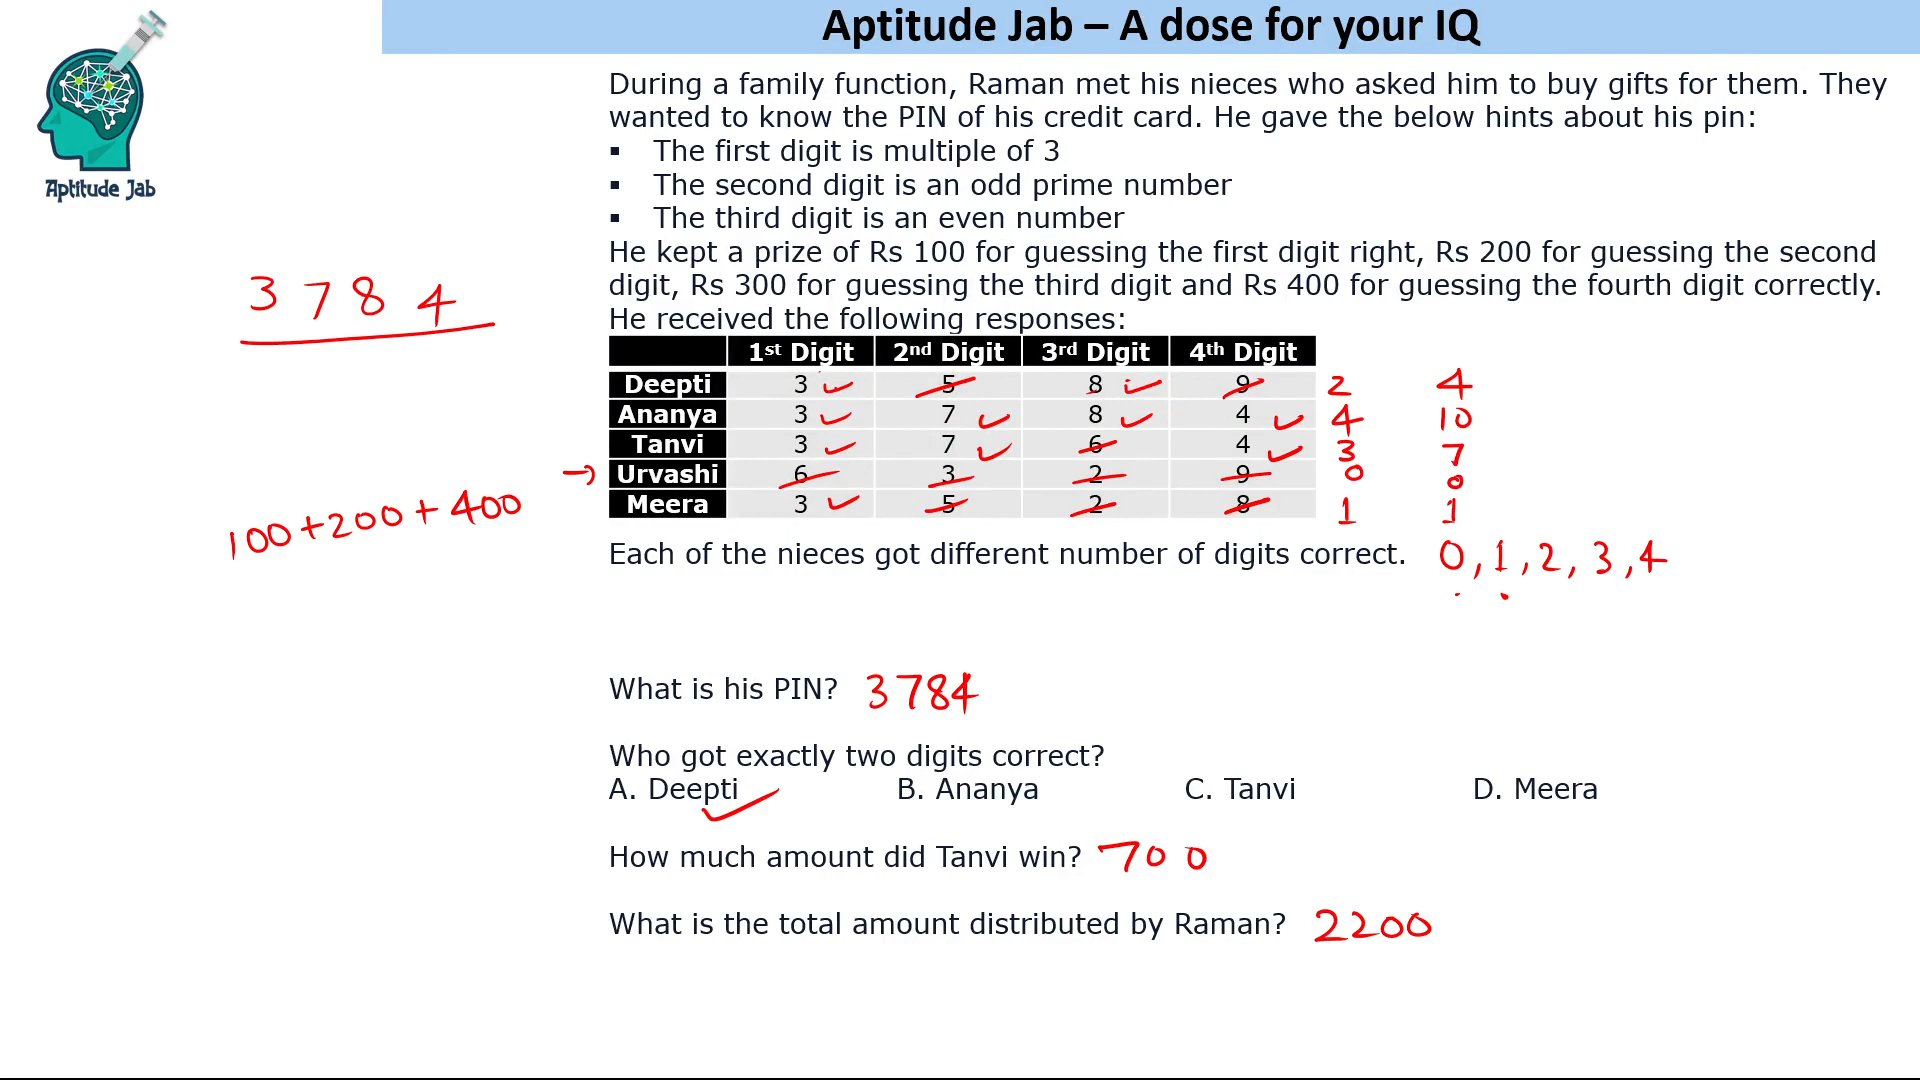 Aptitude Jab – A dose for your IQ
Aptitude Jab
During a family function, Raman met his nieces who asked him to buy gifts for them. They
wanted to know the PIN of his credit card. He gave the below hints about his pin:
▪ The first digit is multiple of 3
▪ The second digit is an odd prime number
▪ The third digit is an even number
He kept a prize of Rs 100 for guessing the first digit right, Rs 200 for guessing the second
digit, Rs 300 for guessing the third digit and Rs 400 for guessing the fourth digit correctly.
He received the following responses:
3 7 8 4
1st Digit 2nd Digit 3rd Digit 4th Digit
Deepti 3 5 8 9 2 4
Ananya 3 7 8 4 4 10
Tanvi 3 7 6 4 3 7
Urvashi 6 3 2 9 0 0
Meera 3 5 2 8 1 1
100+200+400
Each of the nieces got different number of digits correct. 0, 1, 2, 3, 4
What is his PIN? 3784
Who got exactly two digits correct?
A. Deepti B. Ananya C. Tanvi D. Meera
How much amount did Tanvi win? 700
What is the total amount distributed by Raman? 2200